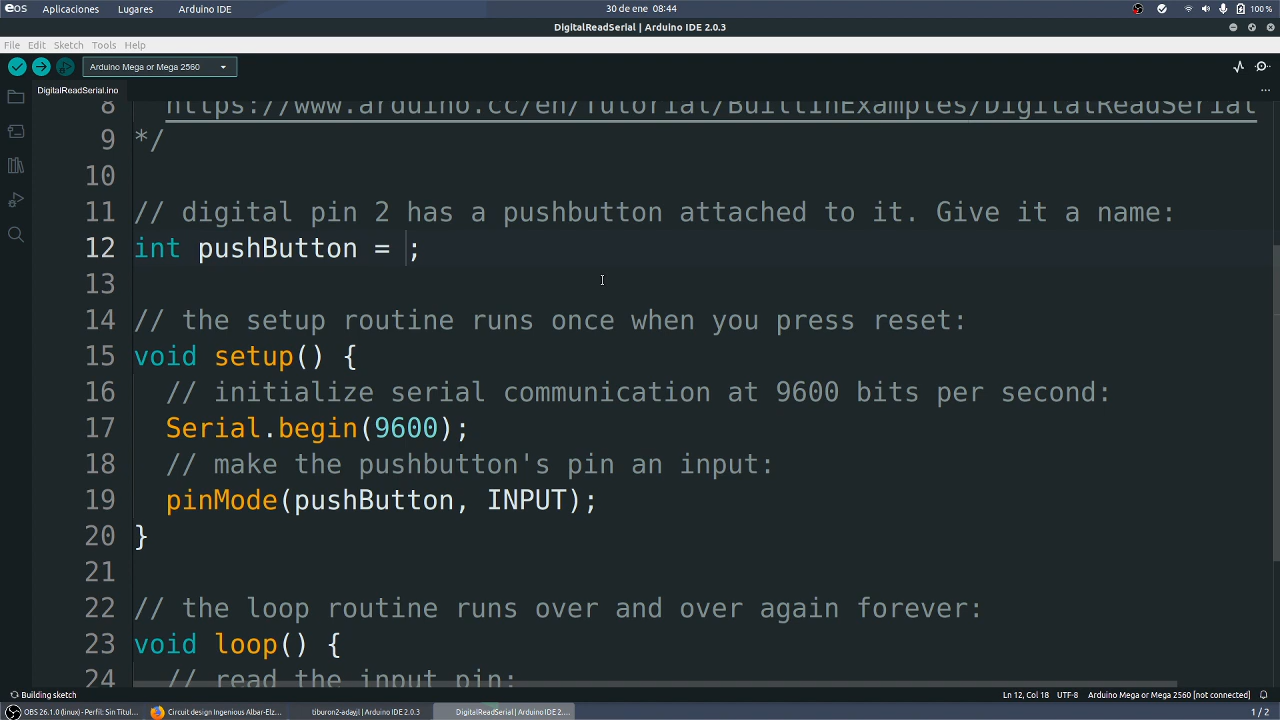 eos Aplicaciones Lugares Arduino IDE 30 de ene 08:44 100 %
DigitalReadSerial | Arduino IDE 2.0.3
File Edit Sketch Tools Help
Arduino Mega or Mega 2560
DigitalReadSerial.ino
8 https://www.arduino.cc/en/Tutorial/BuiltInExamples/DigitalReadSerial
9 */
10
11 // digital pin 2 has a pushbutton attached to it. Give it a name:
12 int pushButton = ;
13
14 // the setup routine runs once when you press reset:
15 void setup() {
16 // initialize serial communication at 9600 bits per second:
17 Serial.begin(9600);
18 // make the pushbutton's pin an input:
19 pinMode(pushButton, INPUT);
20 }
21
22 // the loop routine runs over and over again forever:
23 void loop() {
24 // read the input pin:
Building sketch Ln 12, Col 18 UTF-8 Arduino Mega or Mega 2560 [not connected]
OBS 26.1.0 (linux) - Perfil: Sin Titul... Circuit design Ingenious Albar-Elz... tiburon2-adayjl | Arduino IDE 2.0.3 DigitalReadSerial | Arduino IDE 2.... 1 / 2